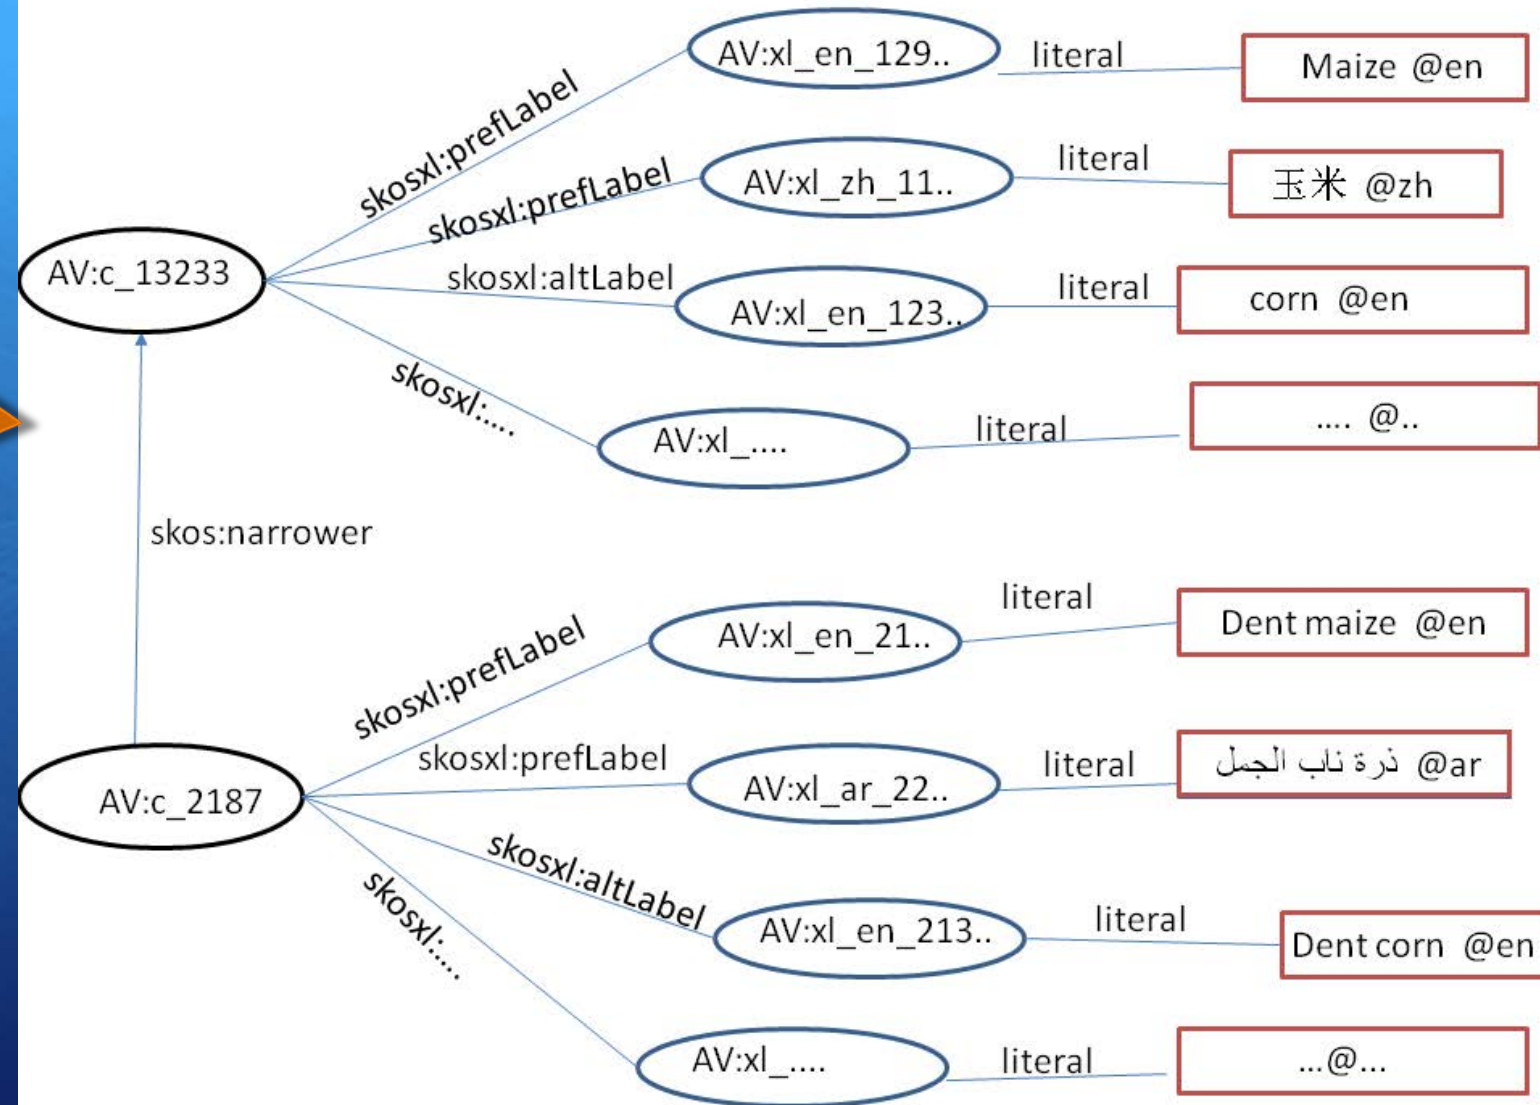 AV:xl_en_129..
literal
Maize @en
skosxl:prefLabel
AV:xl_zh_11..
literal
玉米 @zh
skosxl:prefLabel
AV:c_13233
skosxl:altLabel
AV:xl_en_123..
literal
corn @en
skosxl:....
AV:xl_....
literal
.... @..
skos:narrower
AV:xl_en_21..
literal
Dent maize @en
skosxl:prefLabel
skosxl:prefLabel
AV:xl_ar_22..
literal
ذرة ناب الجمل @ar
AV:c_2187
skosxl:altLabel
AV:xl_en_213..
literal
Dent corn @en
skosxl:....
AV:xl_....
literal
...@...